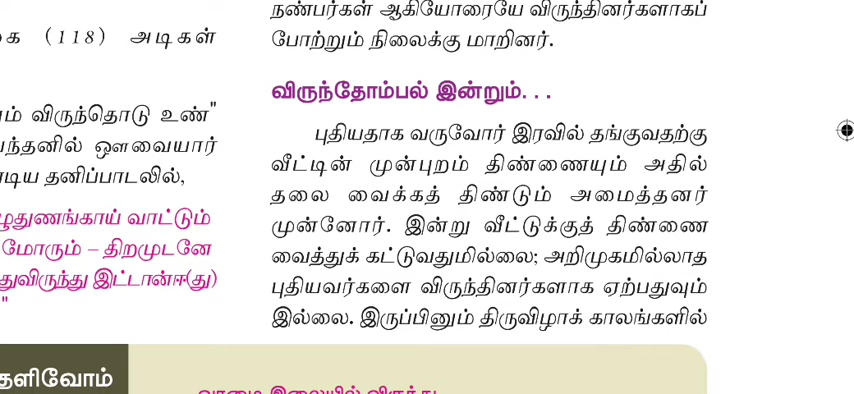 (118) அடிகள்
விருந்தொடு உண்"
ஔவையார்
தனிப்பாடலில்,
வாட்டும்
மோரும் – திறமுடனே
இட்டான்ஈ(து)
"
நண்பர்கள் ஆகியோரையே விருந்தினர்களாகப்
போற்றும் நிலைக்கு மாறினர்.
விருந்தோம்பல் இன்றும்...
புதியதாக வருவோர் இரவில் தங்குவதற்கு
வீட்டின் முன்புறம் திண்ணையும் அதில்
தலை வைக்கத் திண்டும் அமைத்தனர்
முன்னோர். இன்று வீட்டுக்குத் திண்ணை
வைத்துக் கட்டுவதுமில்லை; அறிமுகமில்லாத
புதியவர்களை விருந்தினர்களாக ஏற்பதுவும்
இல்லை. இருப்பினும் திருவிழாக் காலங்களில்